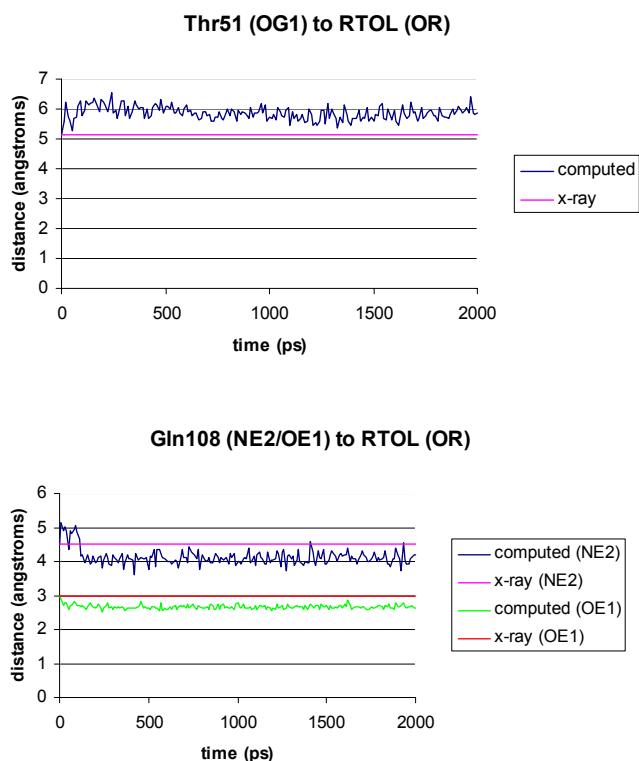 Thr51 (OG1) to RTOL (OR)
7
6
5
4
3
2
1
0
distance (angstroms)
0 500 1000 1500 2000
time (ps)
computed
x-ray
Gln108 (NE2/OE1) to RTOL (OR)
6
5
4
3
2
1
0
distance (angstroms)
0 500 1000 1500 2000
time (ps)
computed (NE2)
x-ray (NE2)
computed (OE1)
x-ray (OE1)